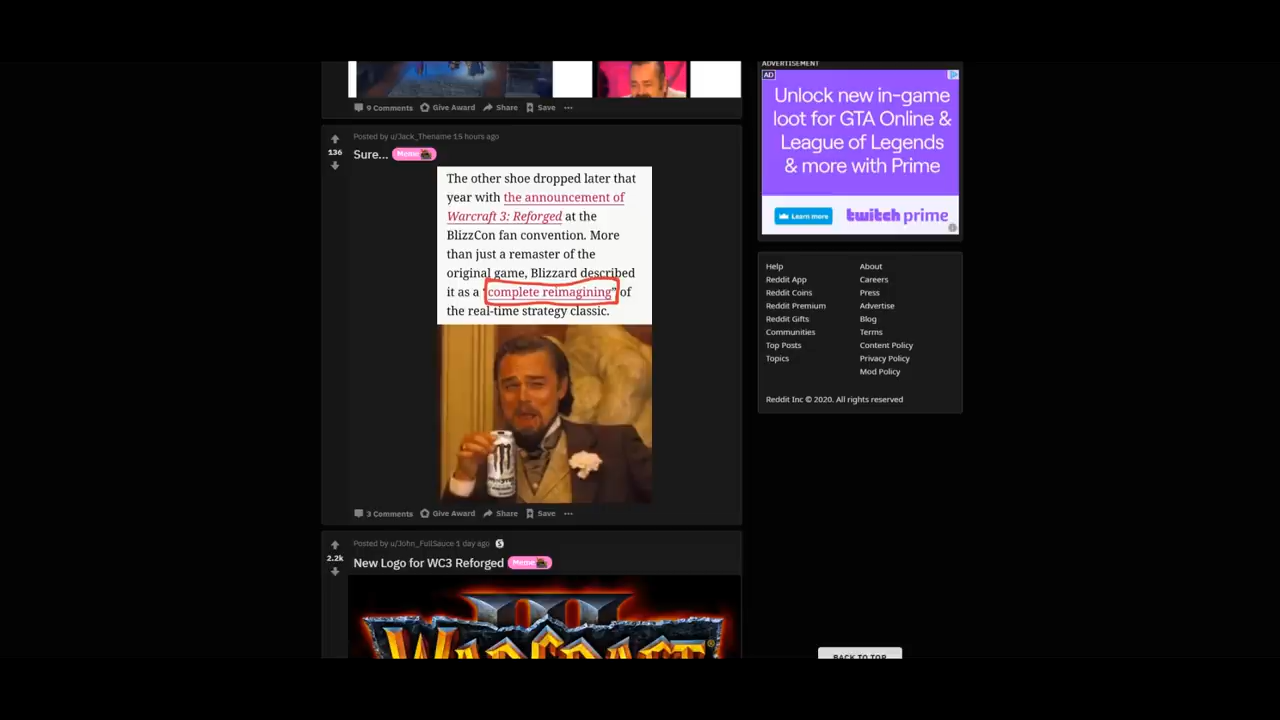 9 Comments Give Award Share Save ...
Posted by u/Jack_Thename 15 hours ago
136
Sure... Meme
The other shoe dropped later that
year with the announcement of
Warcraft 3: Reforged at the
BlizzCon fan convention. More
than just a remaster of the
original game, Blizzard described
it as a “complete reimagining” of
the real-time strategy classic.
3 Comments Give Award Share Save ...
Posted by u/John_FullSauce 1 day ago
2.2k
New Logo for WC3 Reforged Meme
III
WARCRAFT
ADVERTISEMENT
AD
Unlock new in-game
loot for GTA Online &
League of Legends
& more with Prime
Learn more twitch prime
Help About
Reddit App Careers
Reddit Coins Press
Reddit Premium Advertise
Reddit Gifts Blog
Communities Terms
Top Posts Content Policy
Topics Privacy Policy
Mod Policy
Reddit Inc © 2020. All rights reserved
BACK TO TOP